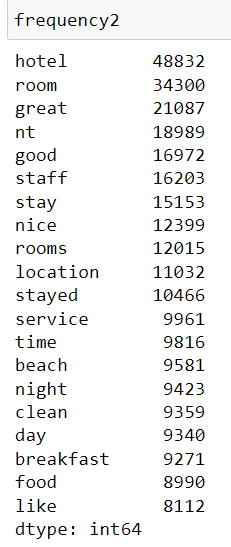 frequency2
hotel 48832
room 34300
great 21087
nt 18989
good 16972
staff 16203
stay 15153
nice 12399
rooms 12015
location 11032
stayed 10466
service 9961
time 9816
beach 9581
night 9423
clean 9359
day 9340
breakfast 9271
food 8990
like 8112
dtype: int64